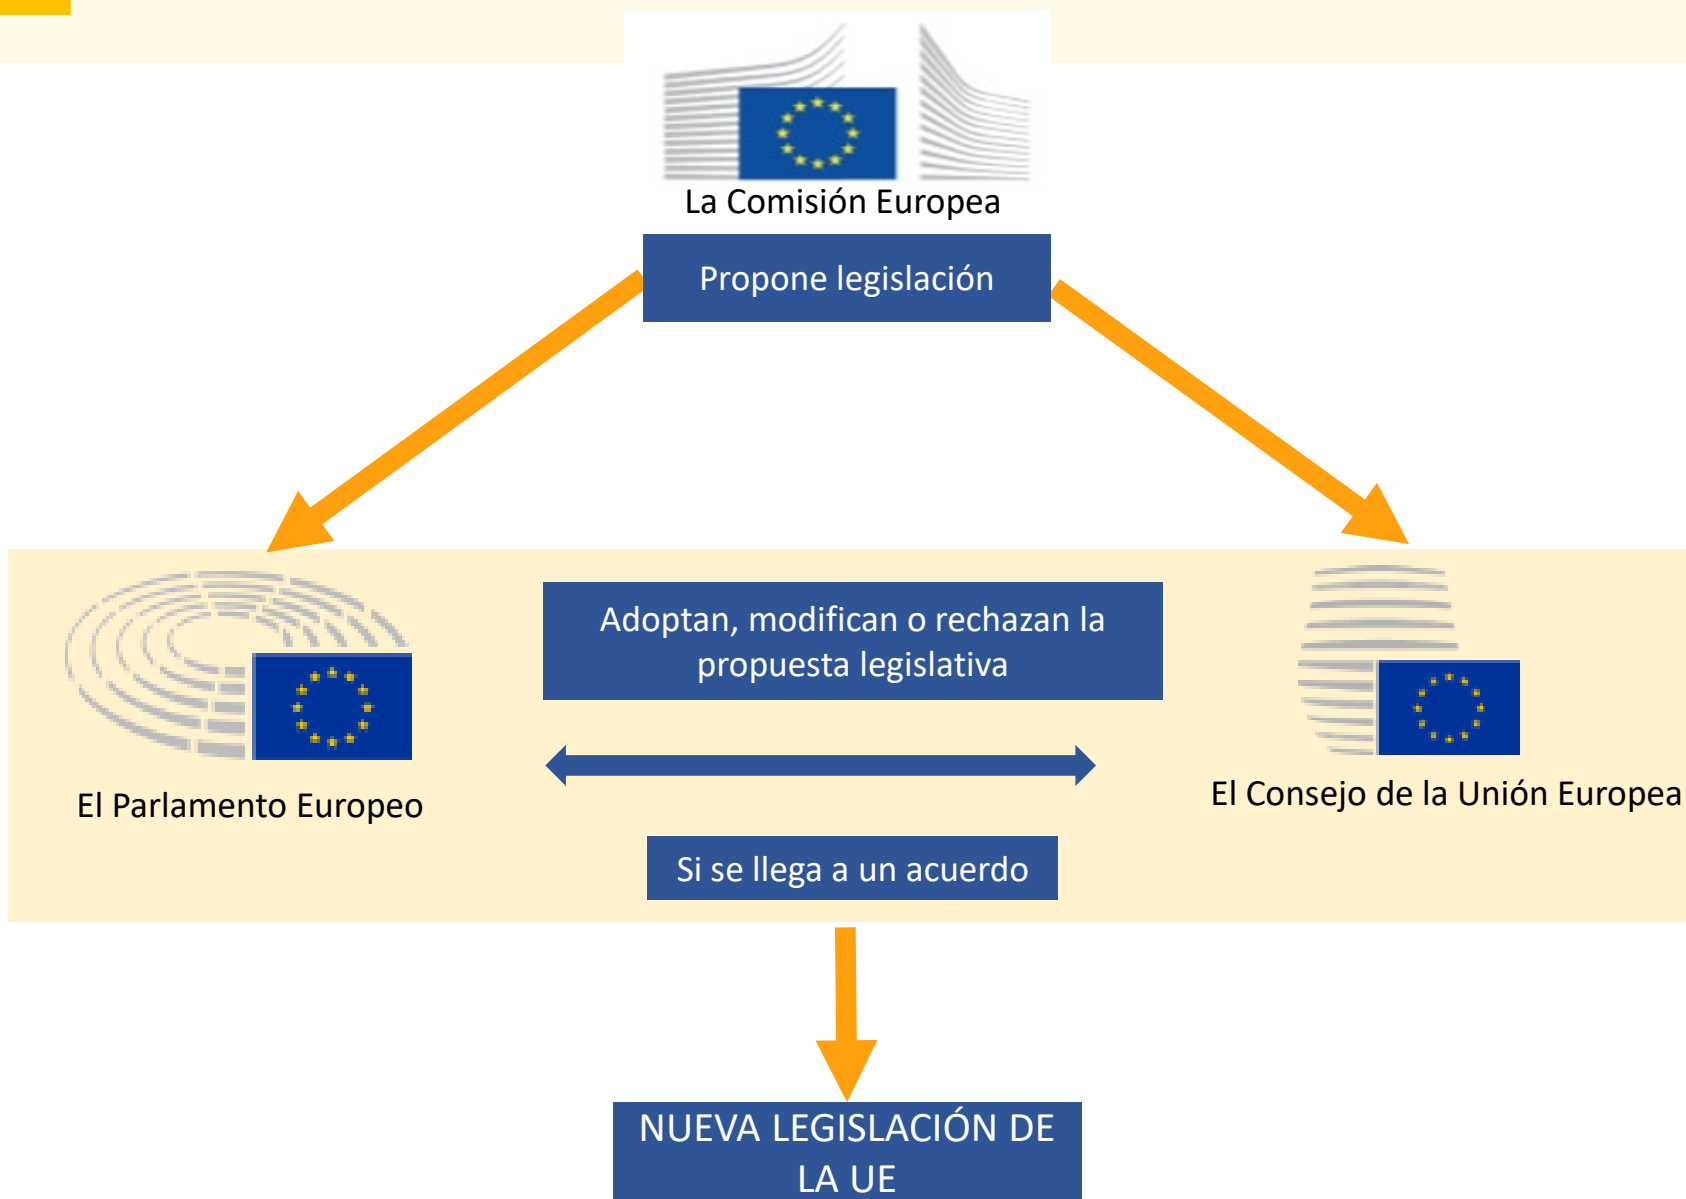 La Comisión Europea
Propone legislación
Adoptan, modifican o rechazan la
propuesta legislativa
El Parlamento Europeo
El Consejo de la Unión Europea
Si se llega a un acuerdo
NUEVA LEGISLACIÓN DE
LA UE